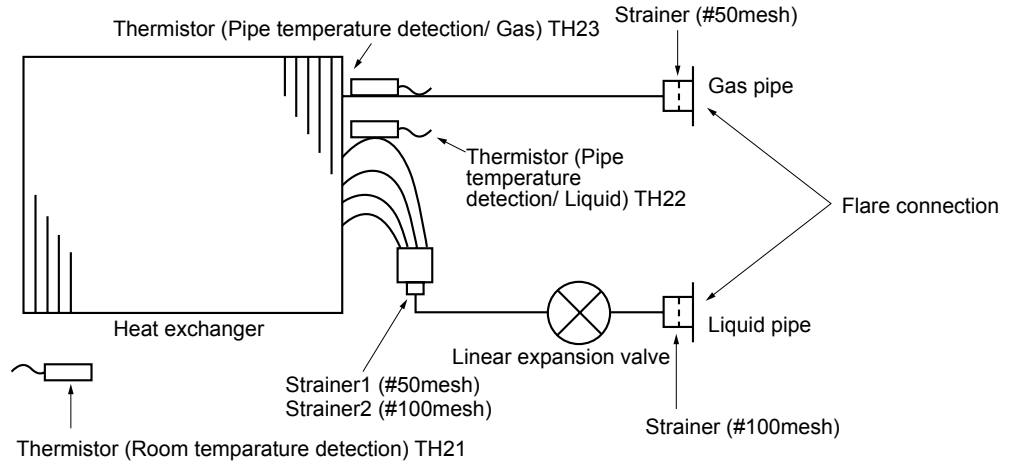 Strainer (#50mesh)
Thermistor (Pipe temperature detection/ Gas) TH23
Gas pipe
Thermistor (Pipe
temperature
detection/ Liquid) TH22
Flare connection
Heat exchanger
Liquid pipe
Linear expansion valve
Strainer1 (#50mesh)
Strainer2 (#100mesh)
Strainer (#100mesh)
Thermistor (Room temparature detection) TH21